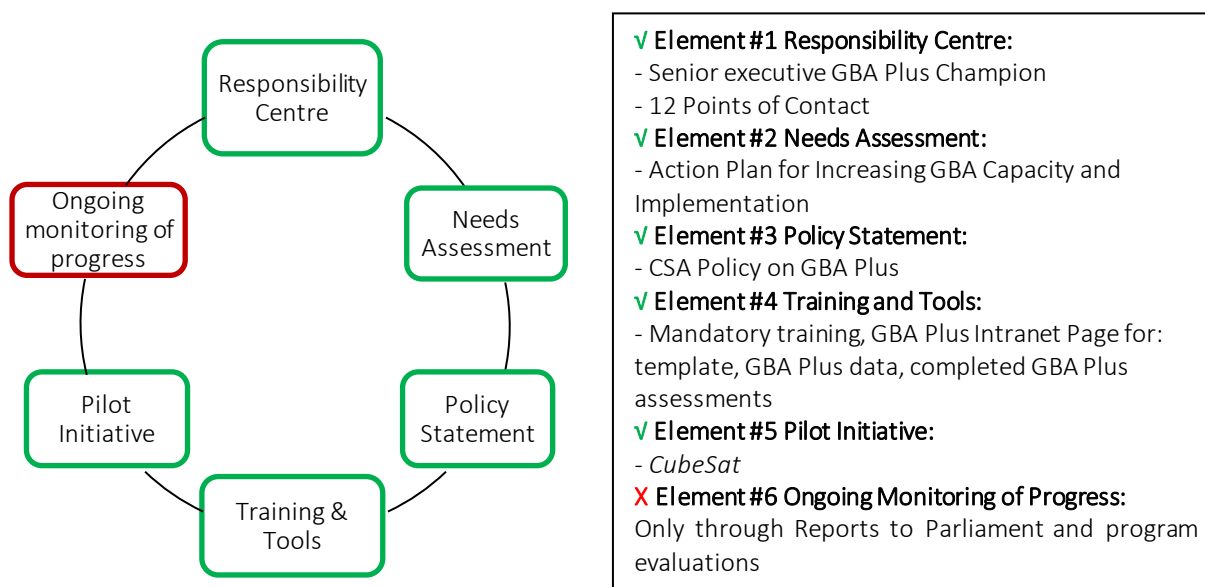 Responsibility
Centre
Needs
Assessment
Policy
Statement
Training &
Tools
Pilot
Initiative
Ongoing
monitoring of
progress
√ Element #1 Responsibility Centre:
- Senior executive GBA Plus Champion
- 12 Points of Contact
√ Element #2 Needs Assessment:
- Action Plan for Increasing GBA Capacity and
Implementation
√ Element #3 Policy Statement:
- CSA Policy on GBA Plus
√ Element #4 Training and Tools:
- Mandatory training, GBA Plus Intranet Page for:
template, GBA Plus data, completed GBA Plus
assessments
√ Element #5 Pilot Initiative:
- CubeSat
X Element #6 Ongoing Monitoring of Progress:
Only through Reports to Parliament and program
evaluations